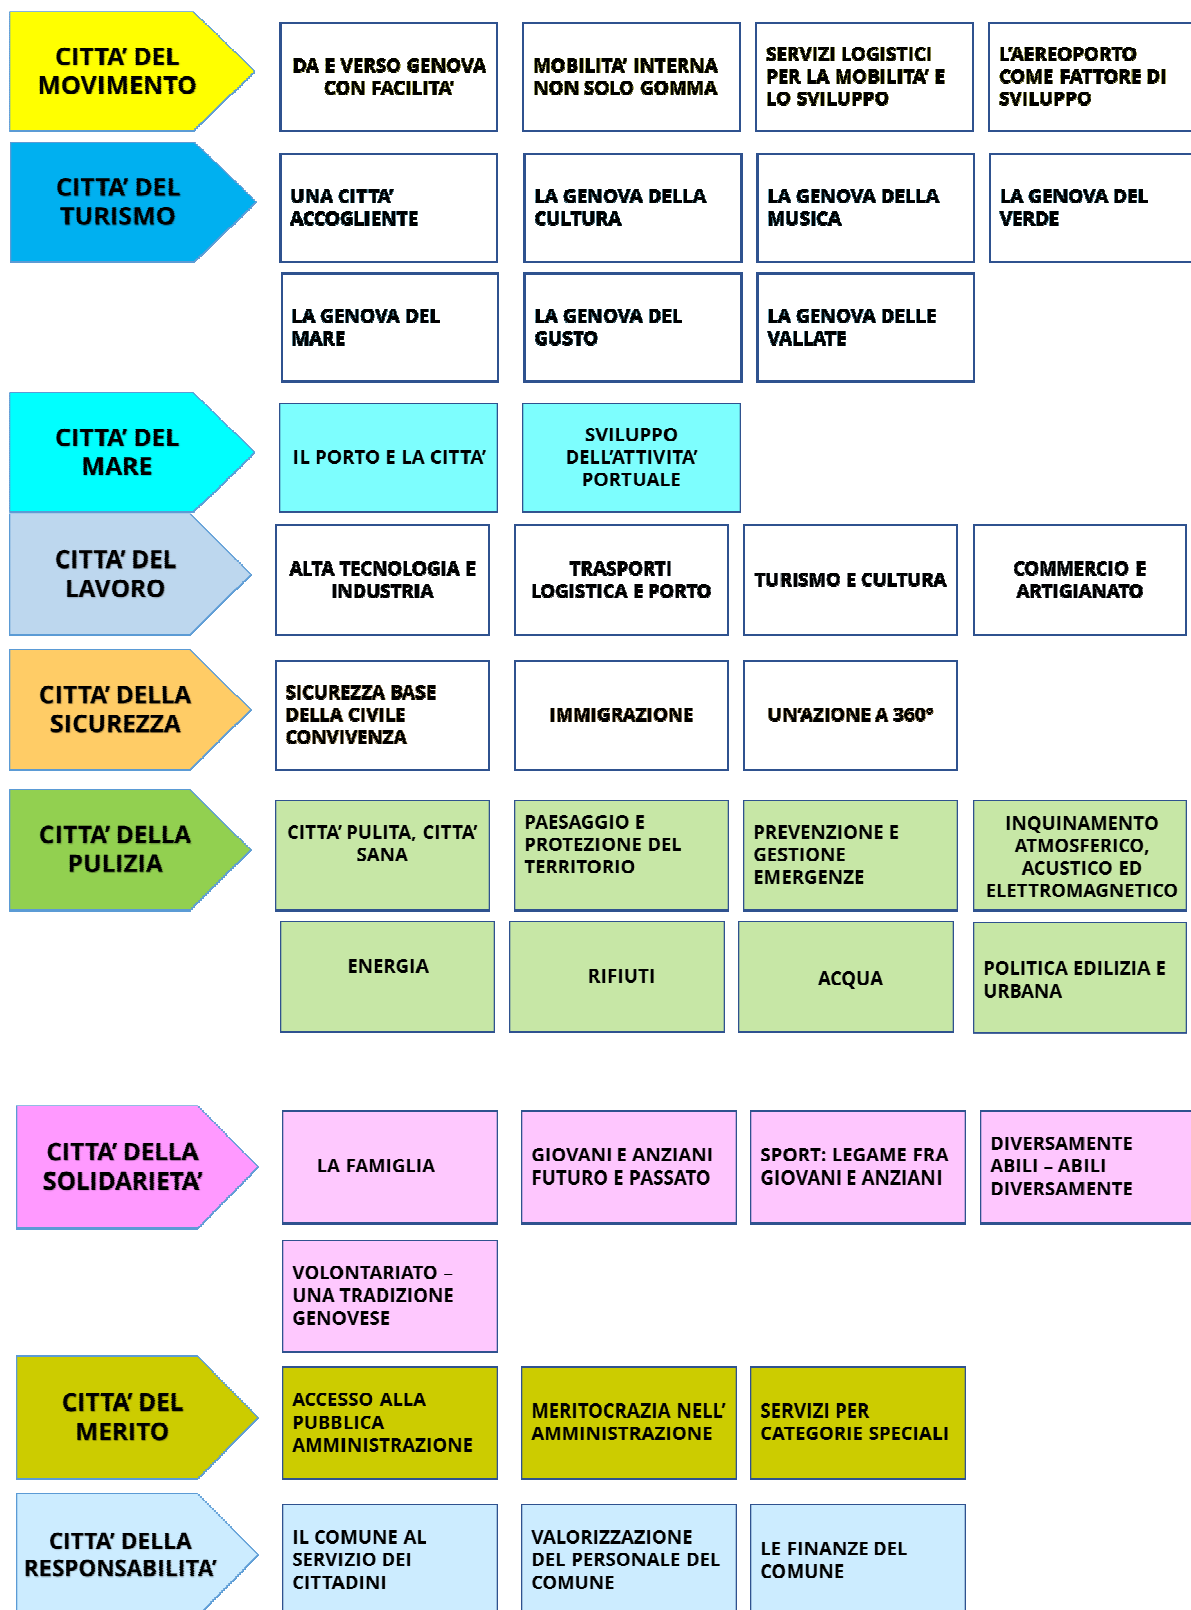 CITTA’ DEL
MOVIMENTO
DA E VERSO GENOVA
CON FACILITA’
MOBILITA’ INTERNA
NON SOLO GOMMA
SERVIZI LOGISTICI
PER LA MOBILITA’ E
LO SVILUPPO
L’AEREOPORTO
COME FATTORE DI
SVILUPPO
CITTA’ DEL
TURISMO
UNA CITTA’
ACCOGLIENTE
LA GENOVA DELLA
CULTURA
LA GENOVA DELLA
MUSICA
LA GENOVA DEL
VERDE
LA GENOVA DEL
MARE
LA GENOVA DEL
GUSTO
LA GENOVA DELLE
VALLATE
CITTA’ DEL
MARE
IL PORTO E LA CITTA’
SVILUPPO
DELL’ATTIVITA’
PORTUALE
CITTA’ DEL
LAVORO
ALTA TECNOLOGIA E
INDUSTRIA
TRASPORTI
LOGISTICA E PORTO
TURISMO E CULTURA
COMMERCIO E
ARTIGIANATO
CITTA’ DELLA
SICUREZZA
SICUREZZA BASE
DELLA CIVILE
CONVIVENZA
IMMIGRAZIONE
UN’AZIONE A 360°
CITTA’ DELLA
PULIZIA
CITTA’ PULITA, CITTA’
SANA
PAESAGGIO E
PROTEZIONE DEL
TERRITORIO
PREVENZIONE E
GESTIONE
EMERGENZE
INQUINAMENTO
ATMOSFERICO,
ACUSTICO ED
ELETTROMAGNETICO
ENERGIA
RIFIUTI
ACQUA
POLITICA EDILIZIA E
URBANA
CITTA’ DELLA
SOLIDARIETA’
LA FAMIGLIA
GIOVANI E ANZIANI
FUTURO E PASSATO
SPORT: LEGAME FRA
GIOVANI E ANZIANI
DIVERSAMENTE
ABILI – ABILI
DIVERSAMENTE
VOLONTARIATO –
UNA TRADIZIONE
GENOVESE
CITTA’ DEL
MERITO
ACCESSO ALLA
PUBBLICA
AMMINISTRAZIONE
MERITOCRAZIA NELL’
AMMINISTRAZIONE
SERVIZI PER
CATEGORIE SPECIALI
CITTA’ DELLA
RESPONSABILITA’
IL COMUNE AL
SERVIZIO DEI
CITTADINI
VALORIZZAZIONE
DEL PERSONALE DEL
COMUNE
LE FINANZE DEL
COMUNE